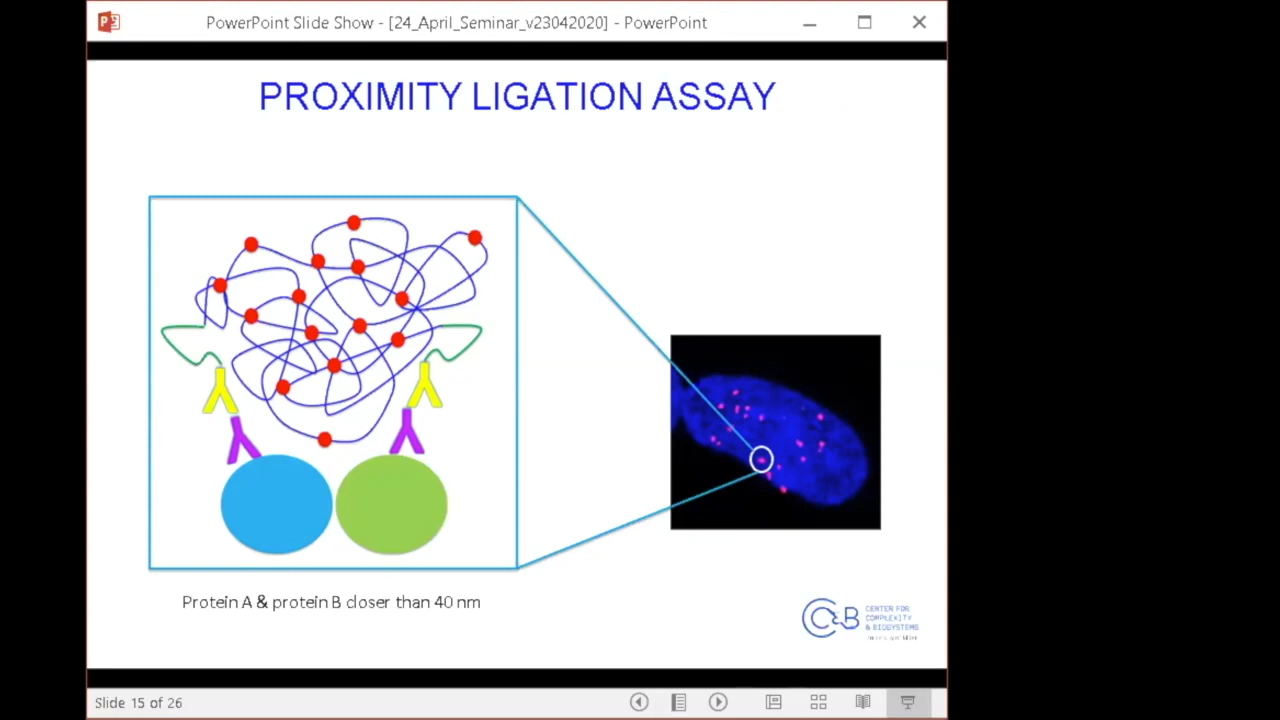 PowerPoint Slide Show - [24_April_Seminar_v23042020] - PowerPoint
PROXIMITY LIGATION ASSAY
Protein A & protein B closer than 40 nm
C&B
CENTER FOR
COMPLEXITY
& BIOSYSTEMS
Slide 15 of 26